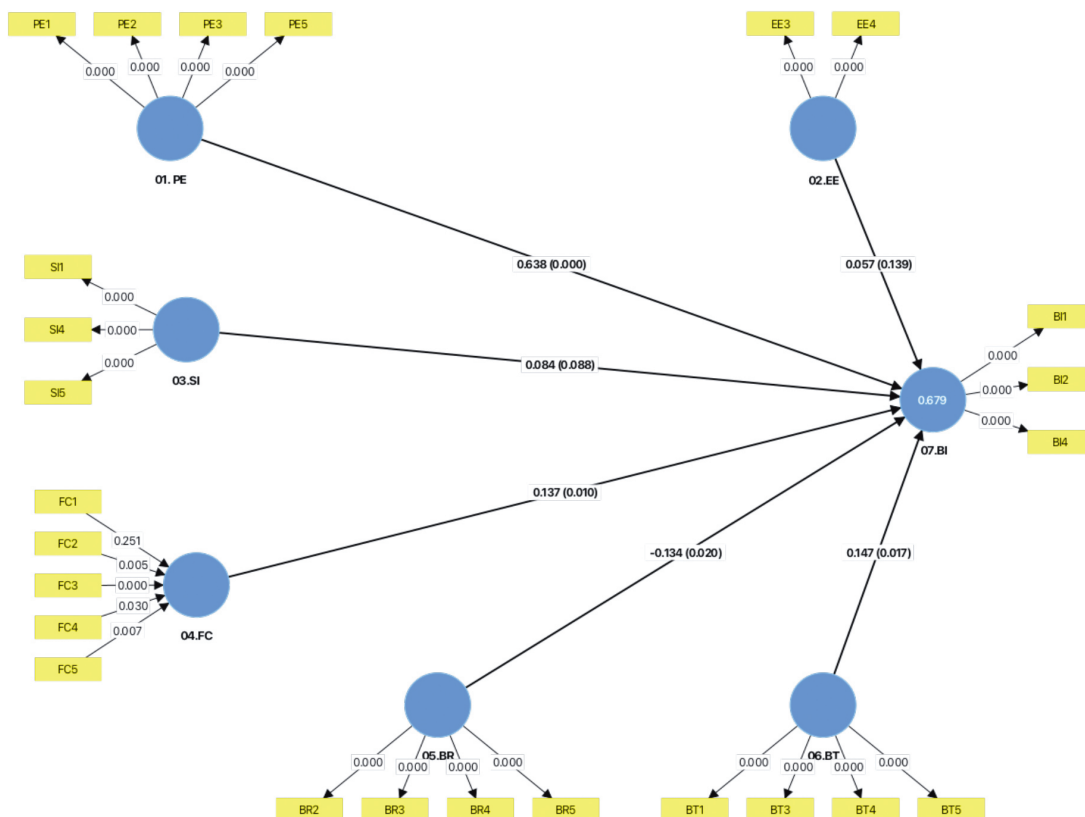 PE1 PE2 PE3 PE5
EE3 EE4
0.000 0.000 0.000 0.000
0.000 0.000
01. PE
02.EE
0.638 (0.000)
0.057 (0.139)
SI1
0.000
SI4
0.000
SI5
0.000
03.SI
0.084 (0.088)
BI1
0.000
BI2
0.000
BI4
0.000
0.679
07.BI
0.137 (0.010)
FC1
0.251
FC2
0.005
FC3
0.000
FC4
0.030
FC5
0.007
04.FC
-0.134 (0.020)
0.147 (0.017)
05.BR
06.BT
0.000 0.000 0.000 0.000
0.000 0.000 0.000 0.000
BR2 BR3 BR4 BR5
BT1 BT3 BT4 BT5